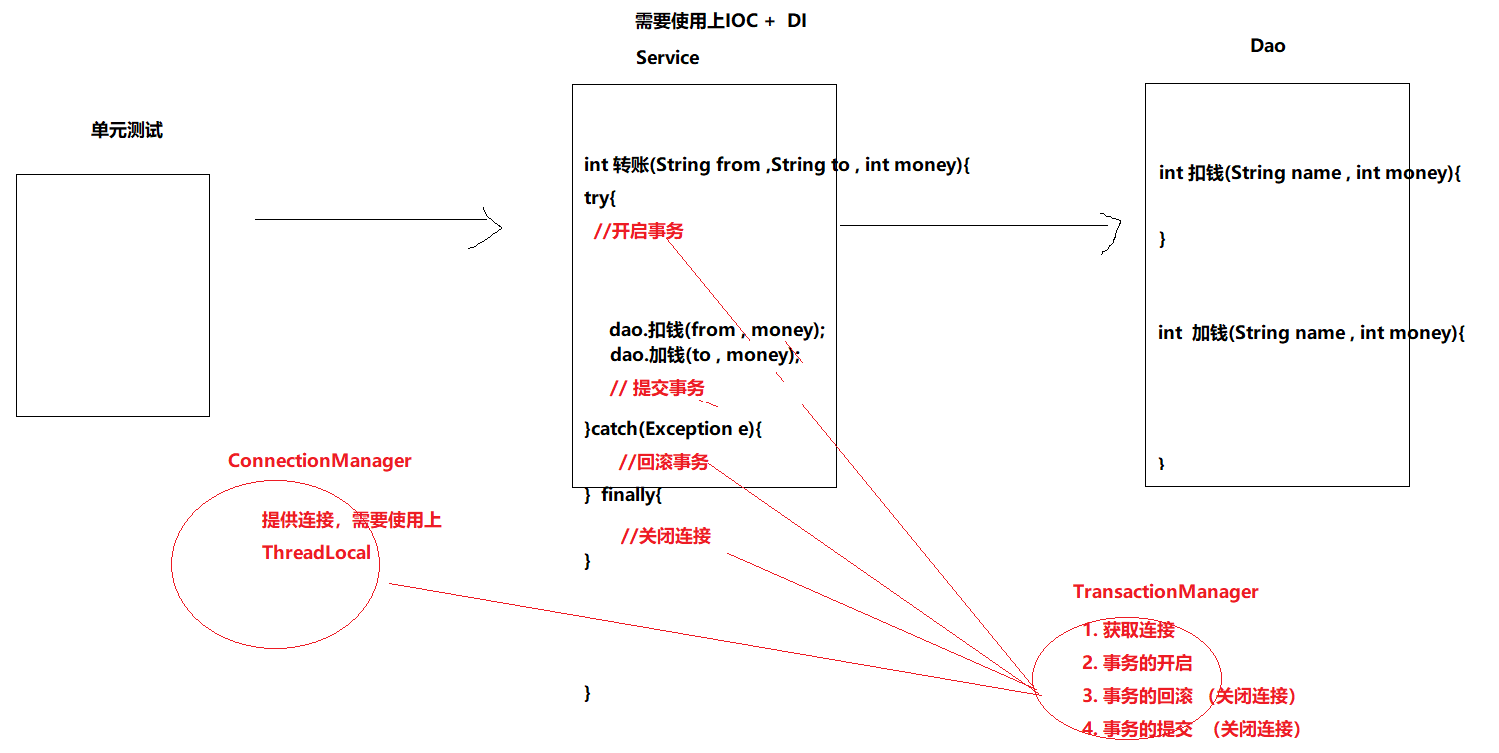 需要使用上IOC + DI
Service
Dao
单元测试
int 转账(String from ,String to , int money){
try{
//开启事务
dao.扣钱(from , money);
dao.加钱(to , money);
// 提交事务
}catch(Exception e){
//回滚事务
} finally{
//关闭连接
}
}
int 扣钱(String name , int money){
}
int 加钱(String name , int money){
}
ConnectionManager
提供连接，需要使用上
ThreadLocal
TransactionManager
1. 获取连接
2. 事务的开启
3. 事务的回滚 （关闭连接）
4. 事务的提交 （关闭连接）